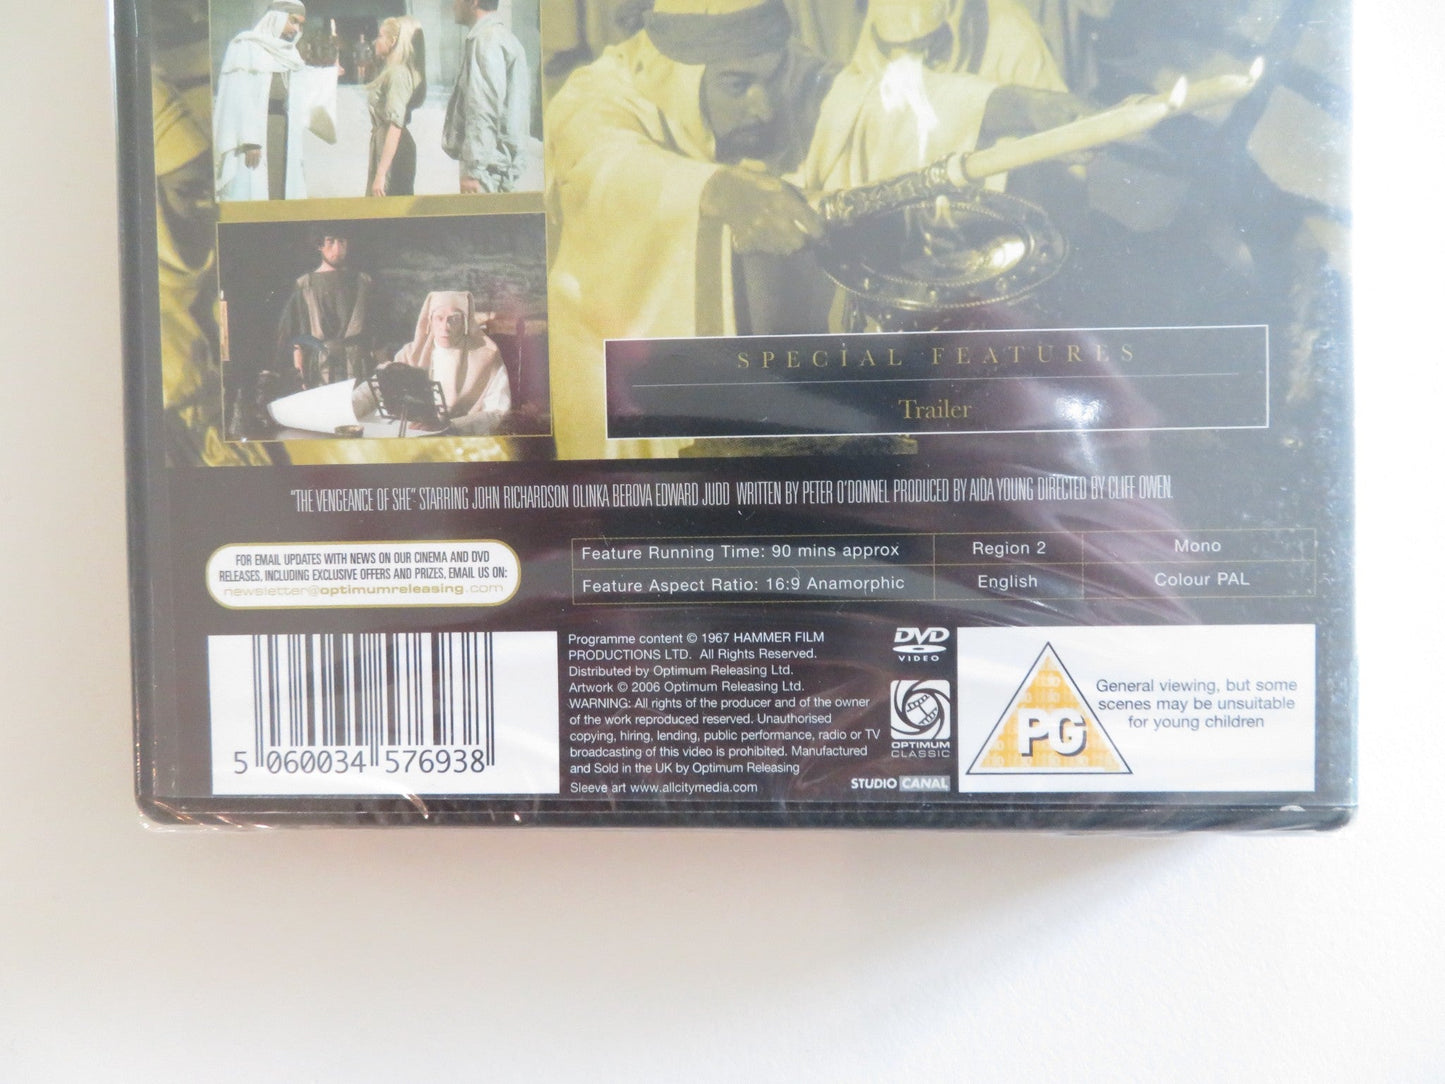 SPECIAL FEATURES
Trailer
"THE VENGEANCE OF SHE" STARRING JOHN RICHARDSON OLINKA BEROVA EDWARD JUDD WRITTEN BY PETER O'DONNEL PRODUCED BY AIDA YOUNG DIRECTED BY CLIFF OWEN.
FOR EMAIL UPDATES WITH NEWS ON OUR CINEMA AND DVD
RELEASES, INCLUDING EXCLUSIVE OFFERS AND PRIZES, EMAIL US ON:
newsletter@optimumreleasing.com
Feature Running Time: 90 mins approx Region 2 Mono
Feature Aspect Ratio: 16:9 Anamorphic English Colour PAL
5 060034 576938
Programme content © 1967 HAMMER FILM
PRODUCTIONS LTD. All Rights Reserved.
Distributed by Optimum Releasing Ltd.
Artwork © 2006 Optimum Releasing Ltd.
WARNING: All rights of the producer and of the owner
of the work reproduced reserved. Unauthorised
copying, hiring, lending, public performance, radio or TV
broadcasting of this video is prohibited. Manufactured
and Sold in the UK by Optimum Releasing
Sleeve art www.allcitymedia.com
DVD
VIDEO
OPTIMUM
CLASSIC
STUDIO CANAL
PG
General viewing, but some
scenes may be unsuitable
for young children